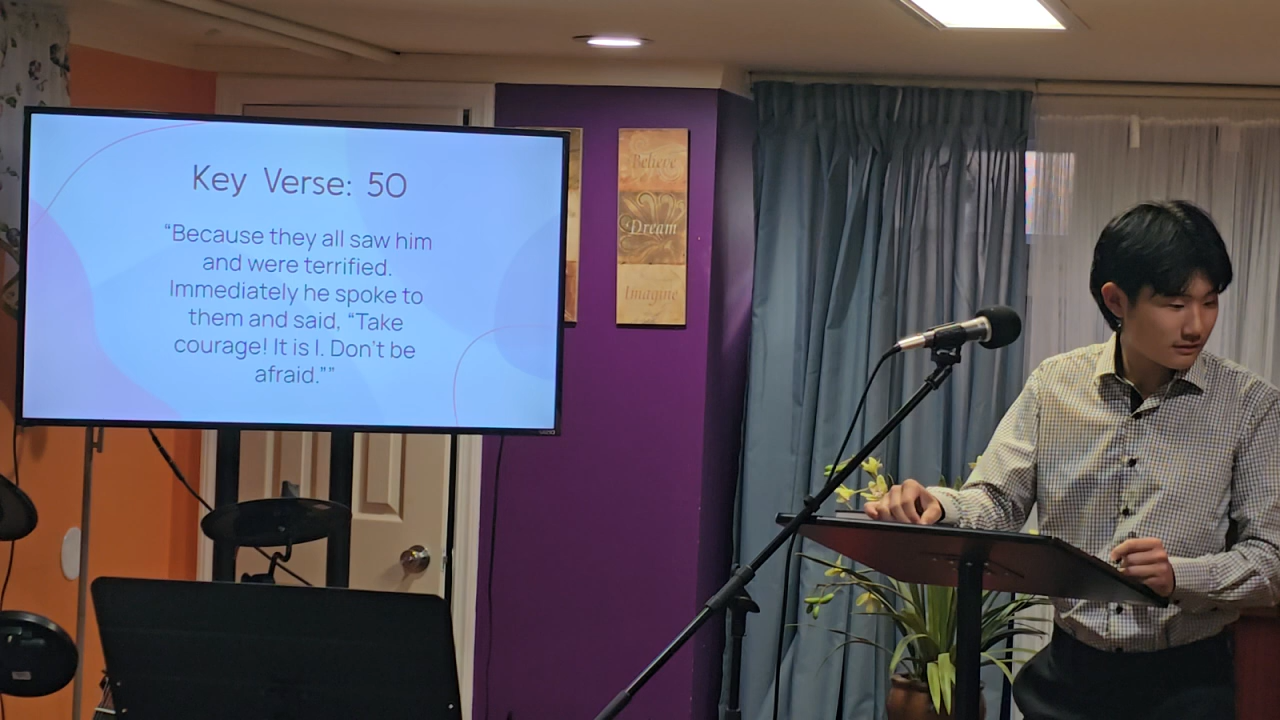 Key Verse: 50
“Because they all saw him
and were terrified.
Immediately he spoke to
them and said, “Take
courage! It is I. Don’t be
afraid.””
Believe
Dream
Imagine